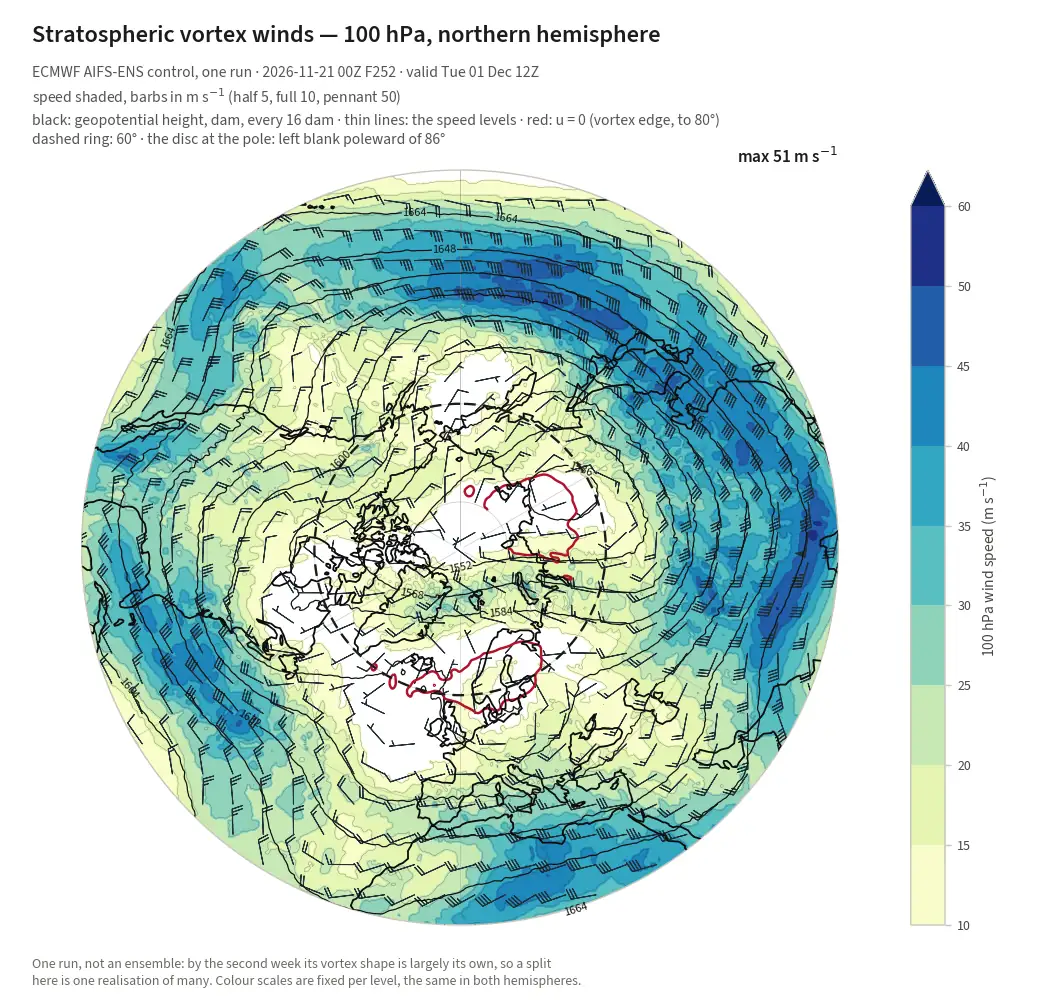 Stratospheric vortex winds — 100 hPa, northern hemisphere
ECMWF AIFS-ENS control, one run · 2026-11-21 00Z F252 · valid Tue 01 Dec 12Z
speed shaded, barbs in m s⁻¹ (half 5, full 10, pennant 50)
black: geopotential height, dam, every 16 dam · thin lines: the speed levels · red: u = 0 (vortex edge, to 80°)
dashed ring: 60° · the disc at the pole: left blank poleward of 86°
max 51 m s⁻¹
1664
1664
1648
1664
1600
1552
1568
1584
1664
60
50
45
40
35
30
25
20
15
10
100 hPa wind speed (m s⁻¹)
One run, not an ensemble: by the second week its vortex shape is largely its own, so a split
here is one realisation of many. Colour scales are fixed per level, the same in both hemispheres.